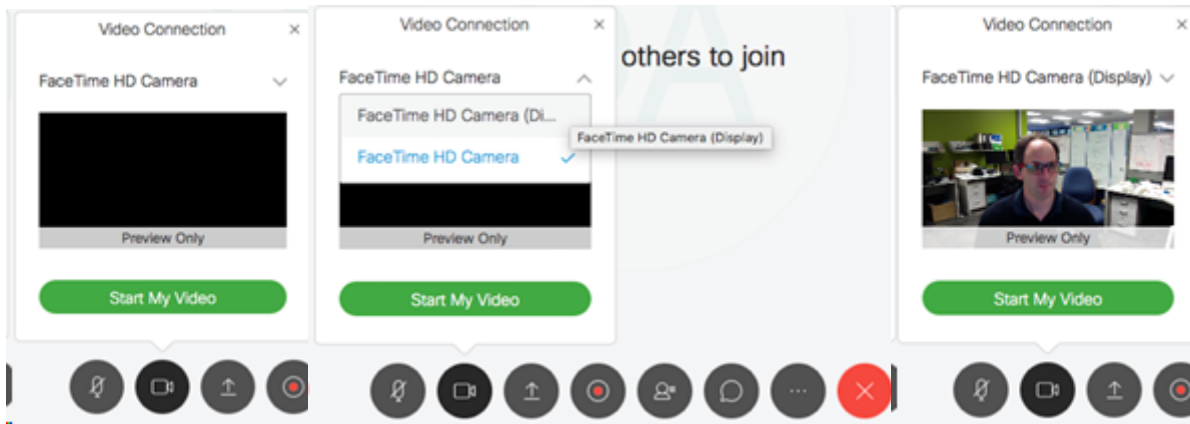 Video Connection
FaceTime HD Camera
Preview Only
Start My Video
Video Connection
others to join
FaceTime HD Camera
FaceTime HD Camera (Di...
FaceTime HD Camera (Display)
FaceTime HD Camera
Preview Only
Start My Video
Video Connection
FaceTime HD Camera (Display)
Preview Only
Start My Video